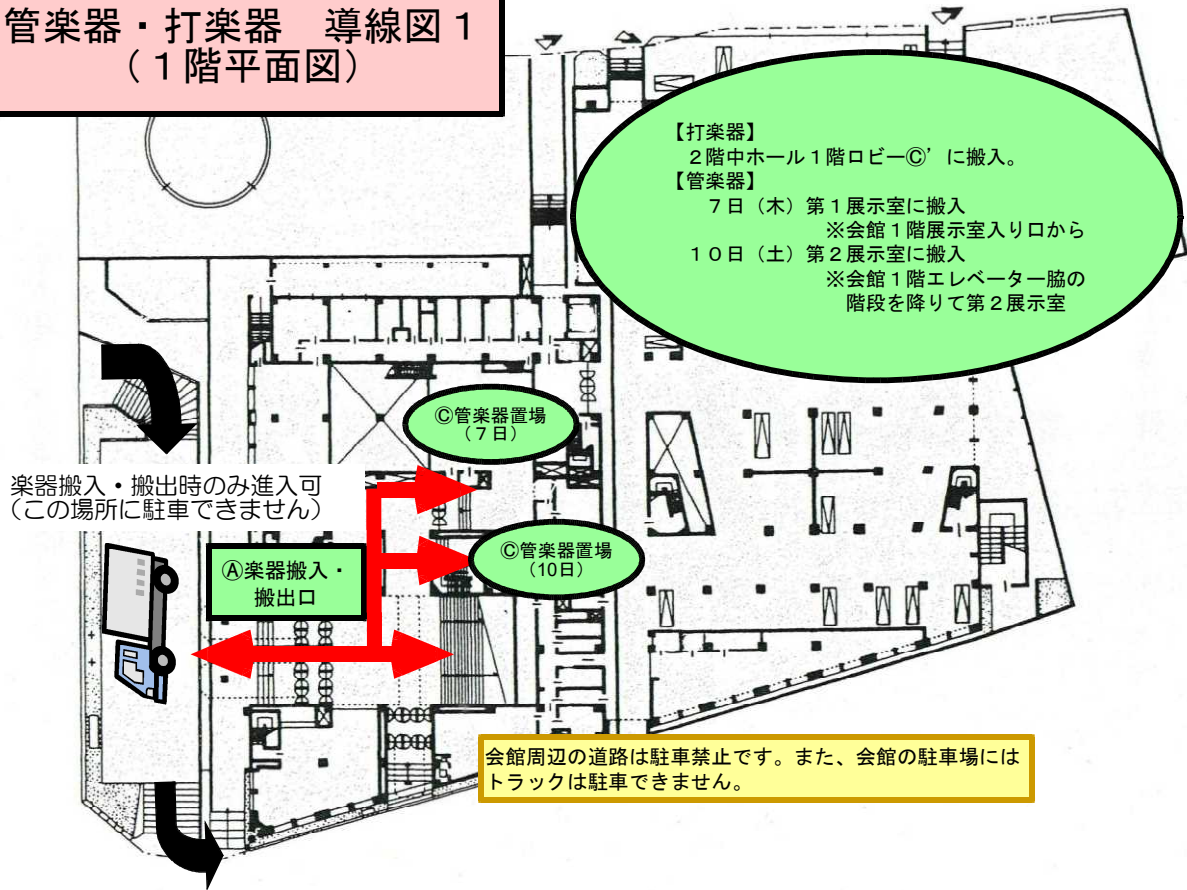 管楽器・打楽器　導線図１
（１階平面図）
【打楽器】
２階中ホール１階ロビーⒸ’に搬入。
【管楽器】
７日（木）第１展示室に搬入
※会館１階展示室入り口から
１０日（土）第２展示室に搬入
※会館１階エレベーター脇の
階段を降りて第２展示室
Ⓒ管楽器置場
（７日）
楽器搬入・搬出時のみ進入可
（この場所に駐車できません）
Ⓒ管楽器置場
（10日）
Ⓐ楽器搬入・
搬出口
会館周辺の道路は駐車禁止です。また、会館の駐車場には
トラックは駐車できません。